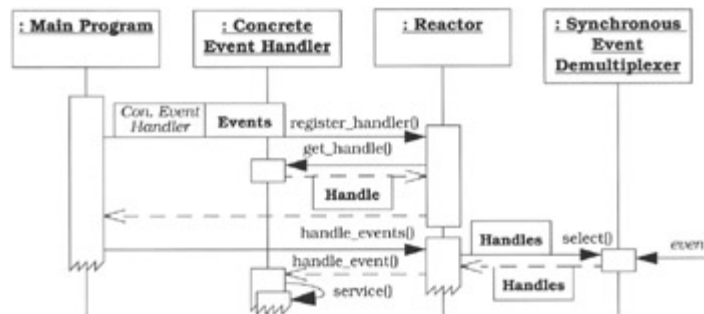 : Main Program
: Concrete
Event Handler
: Reactor
: Synchronous
Event
Demultiplexer
Con. Event
Handler
Events
register_handler()
get_handle()
Handle
handle_events()
Handles
select()
event
handle_event()
Handles
service()